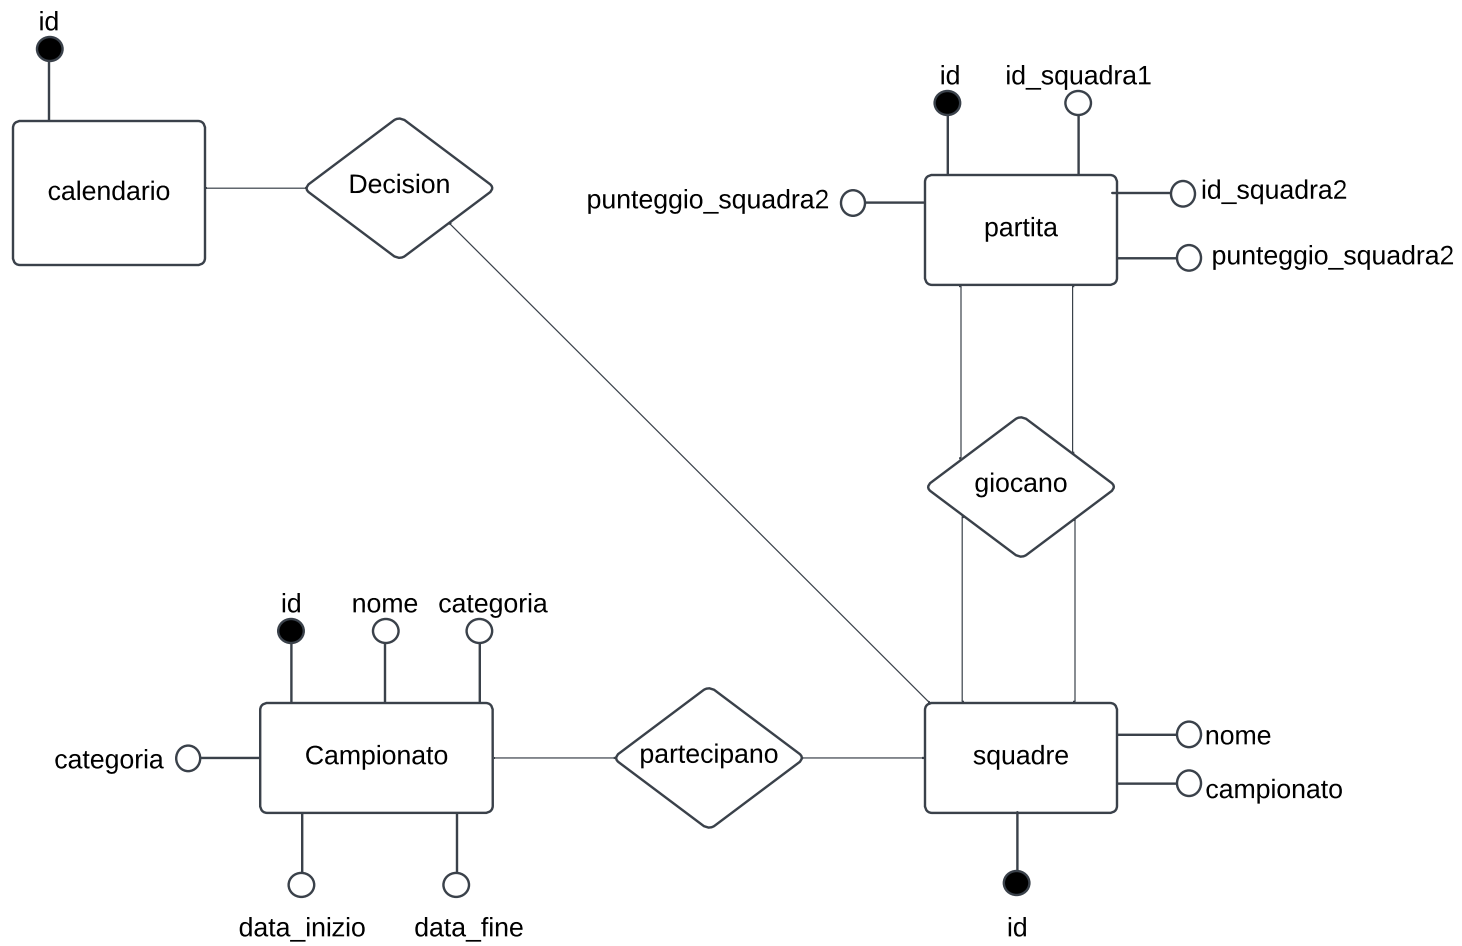 id
id
id_squadra1
calendario
Decision
punteggio_squadra2
partita
id_squadra2
punteggio_squadra2
giocano
id
nome
categoria
categoria
Campionato
partecipano
squadre
nome
campionato
data_inizio
data_fine
id